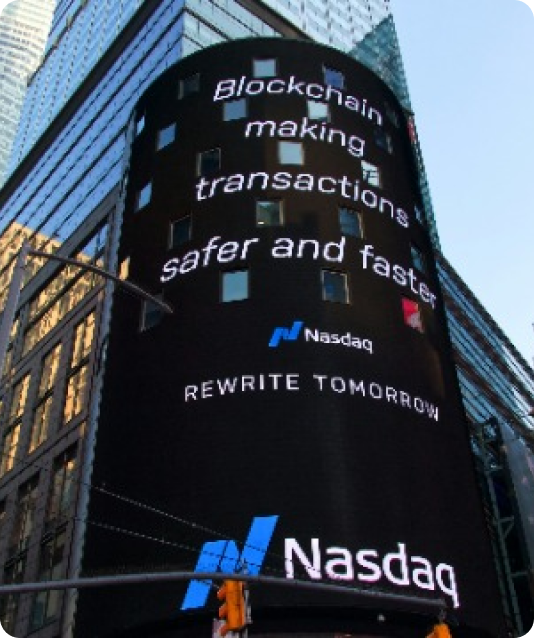 Blockchain
making
transactions
safer and faster
Nasdaq
REWRITE TOMORROW
Nasdaq